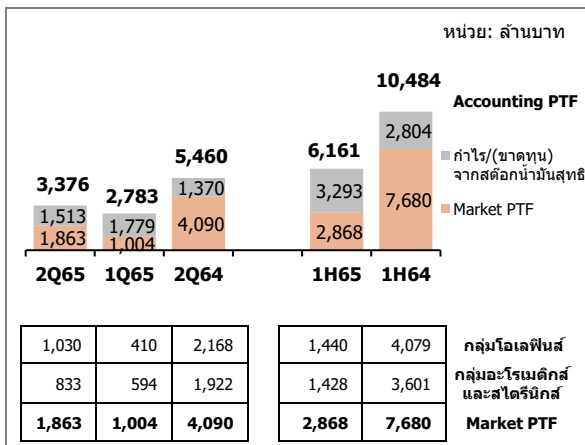 หน่วย: ล้านบาท
10,484
Accounting PTF
2,804
6,161
กำไร/(ขาดทุน)
จากสต๊อกน้ำมันสุทธิ
5,460
3,376
1,370
3,293
7,680
2,783
1,513
1,779
4,090
Market PTF
1,863
1,004
2,868
2Q65 1Q65 2Q64 1H65 1H64
1,030 410 2,168 1,440 4,079 กลุ่มโอเลฟินส์
833 594 1,922 1,428 3,601 กลุ่มอะโรเมติกส์
และสไตรีนิกส์
1,863 1,004 4,090 2,868 7,680 Market PTF